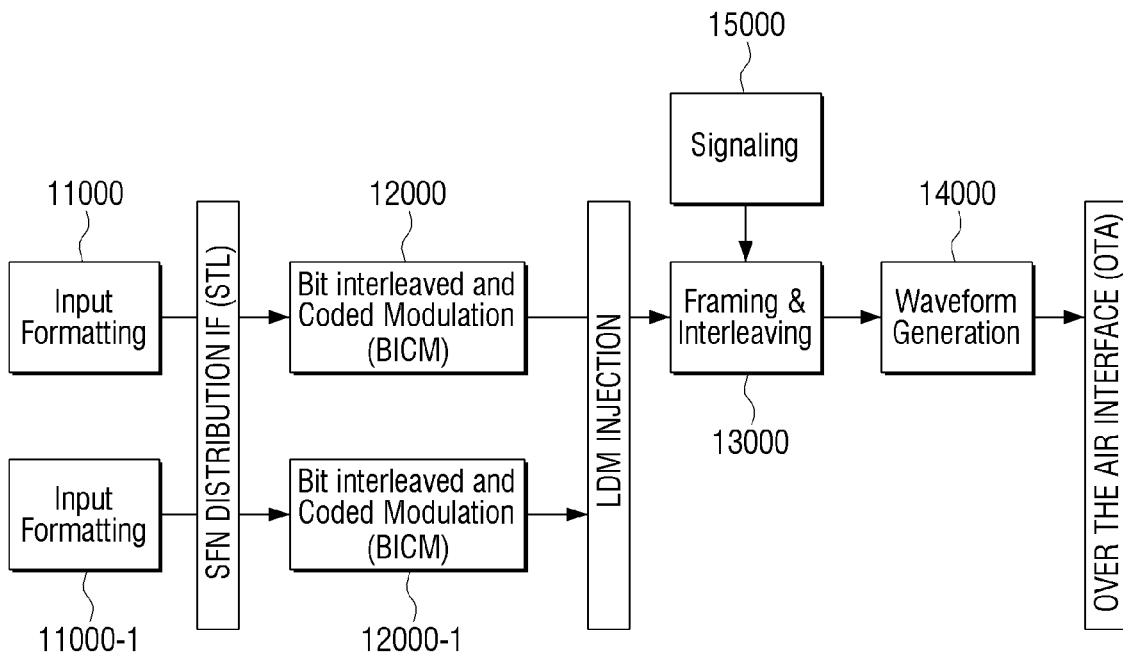 15000
Signaling
11000
12000
14000
Input
Formatting
SFN DISTRIBUTION IF (STL)
Bit interleaved and
Coded Modulation
(BICM)
LDM INJECTION
Framing &
Interleaving
Waveform
Generation
OVER THE AIR INTERFACE (OTA)
13000
Input
Formatting
Bit interleaved and
Coded Modulation
(BICM)
11000-1
12000-1